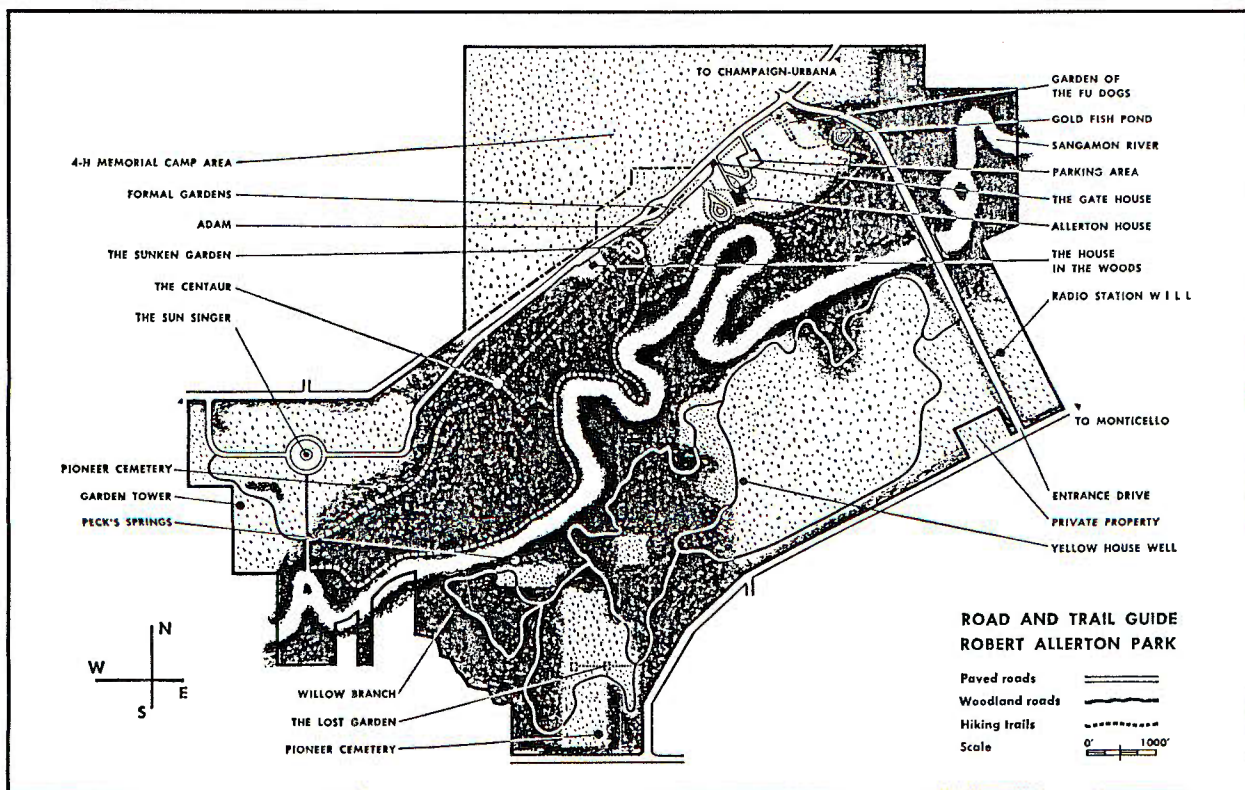 TO CHAMPAIGN-URBANA
4-H MEMORIAL CAMP AREA
FORMAL GARDENS
ADAM
THE SUNKEN GARDEN
THE CENTAUR
THE SUN SINGER
PIONEER CEMETERY
GARDEN TOWER
PECK'S SPRINGS
WILLOW BRANCH
THE LOST GARDEN
PIONEER CEMETERY
GARDEN OF
THE FU DOGS
GOLD FISH POND
SANGAMON RIVER
PARKING AREA
THE GATE HOUSE
ALLERTON HOUSE
THE HOUSE
IN THE WOODS
RADIO STATION W I L L
TO MONTICELLO
ENTRANCE DRIVE
PRIVATE PROPERTY
YELLOW HOUSE WELL
N
W
E
S
ROAD AND TRAIL GUIDE
ROBERT ALLERTON PARK
Paved roads
Woodland roads
Hiking trails
Scale
0' 1000'